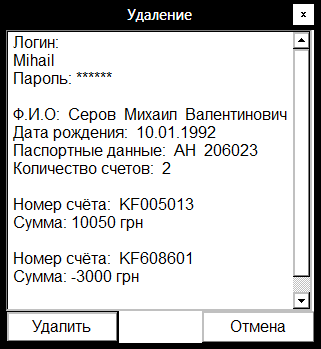 Удаление
x
Логин:
Mihail
Пароль: ******
Ф.И.О: Серов Михаил Валентинович
Дата рождения: 10.01.1992
Паспортные данные: АН 206023
Количество счетов: 2
Номер счёта: KF005013
Сумма: 10050 грн
Номер счёта: KF608601
Сумма: -3000 грн
Удалить
Отмена